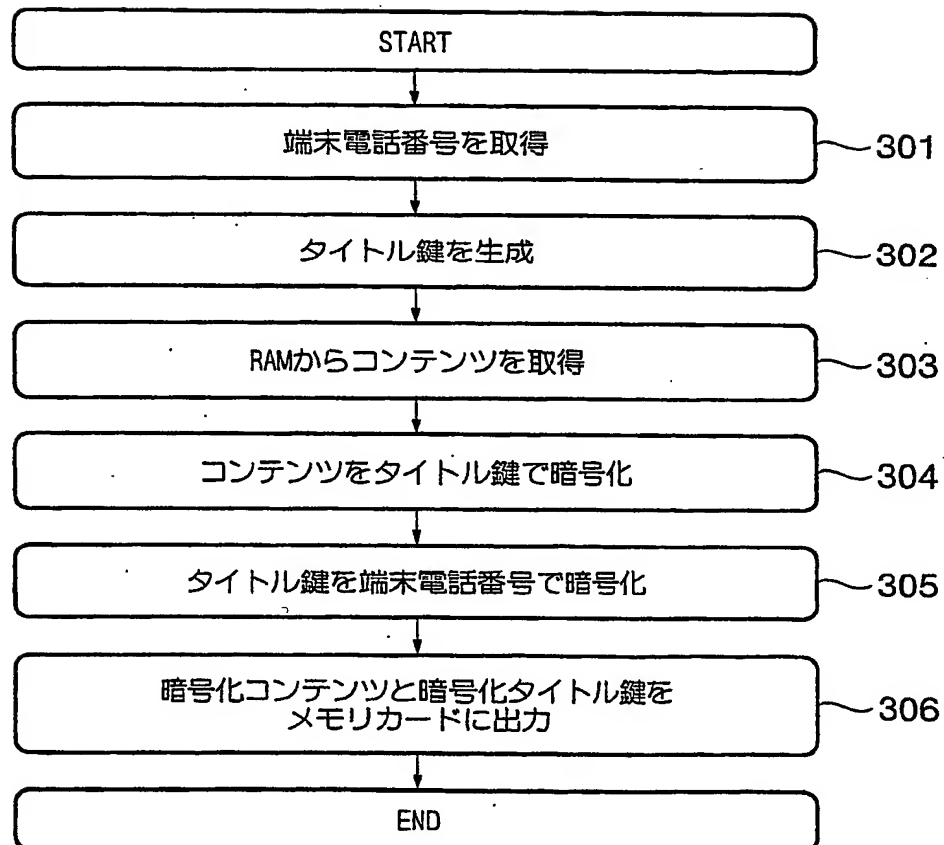 START
端末電話番号を取得
301
タイトル鍵を生成
302
RAMからコンテンツを取得
303
コンテンツをタイトル鍵で暗号化
304
タイトル鍵を端末電話番号で暗号化
305
暗号化コンテンツと暗号化タイトル鍵を
メモリカードに出力
306
END